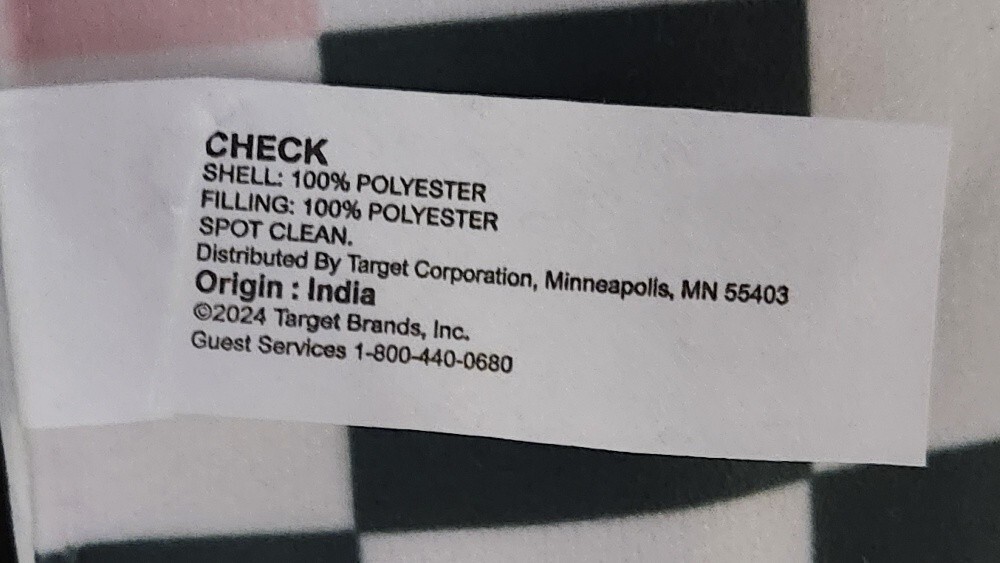 CHECK
SHELL: 100% POLYESTER
FILLING: 100% POLYESTER
SPOT CLEAN.
Distributed By Target Corporation, Minneapolis, MN 55403
Origin : India
©2024 Target Brands, Inc.
Guest Services 1-800-440-0680